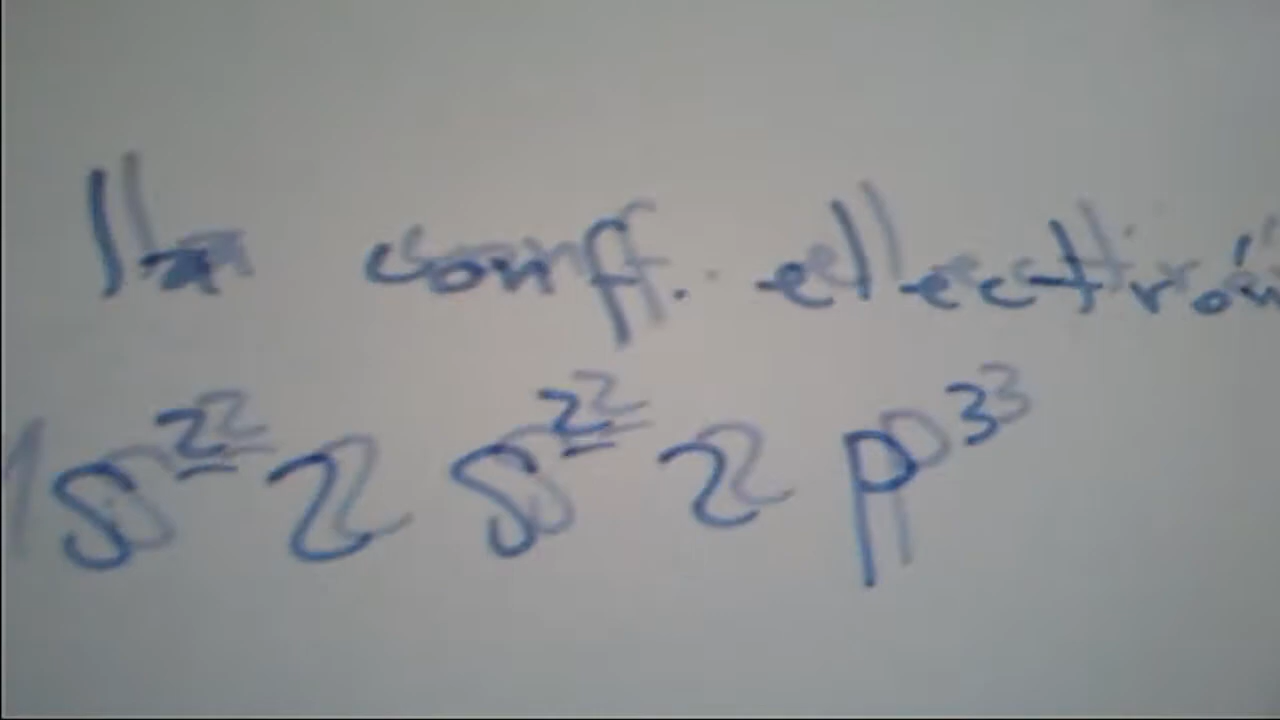 la conf. electrón
1s² 2s² 2p³